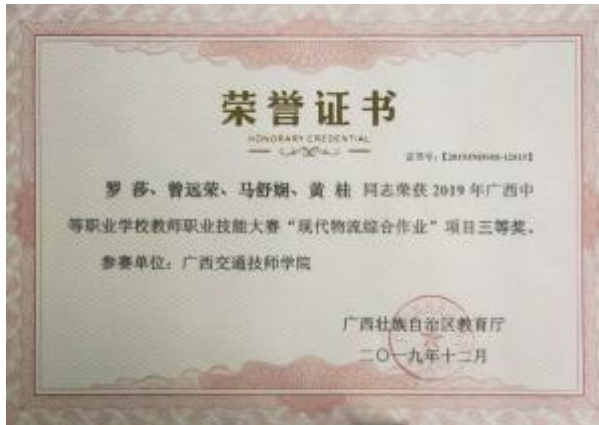 荣誉证书
HONORARY CREDENTIAL
罗 莎、曾远荣、马舒娴、黄 桂 同志荣获 2019 年广西中
等职业学校教师职业技能大赛“现代物流综合作业”项目三等奖。
参赛单位：广西交通技师学院
广西壮族自治区教育厅
二〇一九年十二月